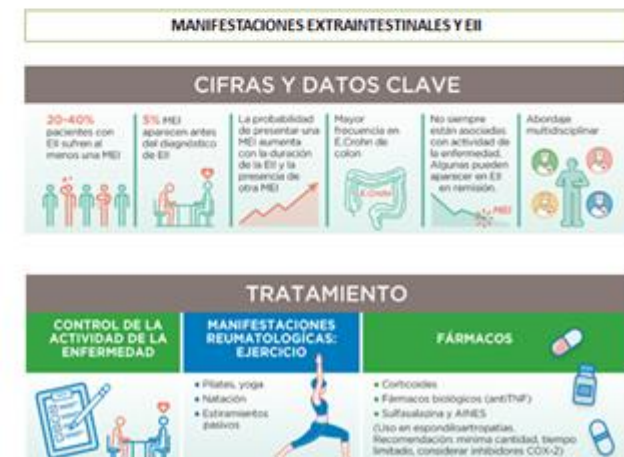 MANIFESTACIONES EXTRAINTESTINALES Y EII
CIFRAS Y DATOS CLAVE
20-40%
pacientes con
EII sufren al
menos una MEI
5% MEI
aparecen antes
del diagnóstico
de EII
La probabilidad
de presentar una
MEI aumenta
con la duración
de la EII y la
presencia de
otra MEI
Mayor
frecuencia en
E.Crohn de
colon
E.Crohn
No siempre
están asociadas
con actividad de
la enfermedad.
Algunas pueden
aparecer en EII
en remisión.
MEI
Abordaje
multidisciplinar
TRATAMIENTO
CONTROL DE LA
ACTIVIDAD DE LA
ENFERMEDAD
MANIFESTACIONES
REUMATOLOGÍCAS:
EJERCICIO
• Pilates, yoga
• Natación
• Estiramientos
pasivos
FÁRMACOS
• Corticoides
• Fármacos biológicos (antiTNF)
• Sulfasalazina y AINES
(Uso en espondiloartropatías.
Recomendación: mínima cantidad, tiempo
limitado, considerar inhibidores COX-2)